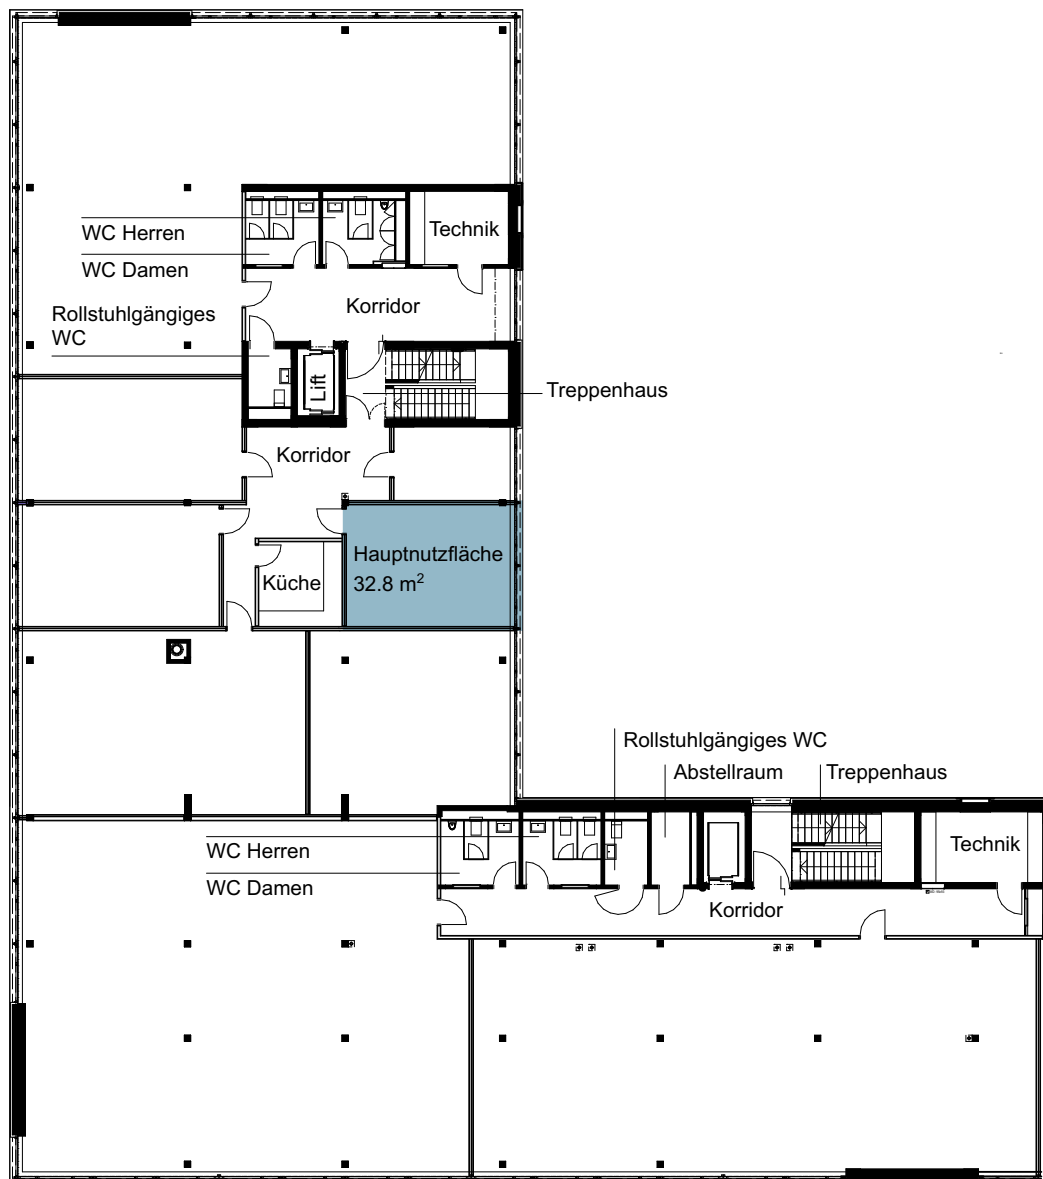 WC Herren
Technik
WC Damen
Rollstuhlgängiges
WC
Korridor
Lift
Treppenhaus
Korridor
Hauptnutzfläche
32.8 m²
Küche
Rollstuhlgängiges WC
Abstellraum
Treppenhaus
WC Herren
Technik
WC Damen
Korridor